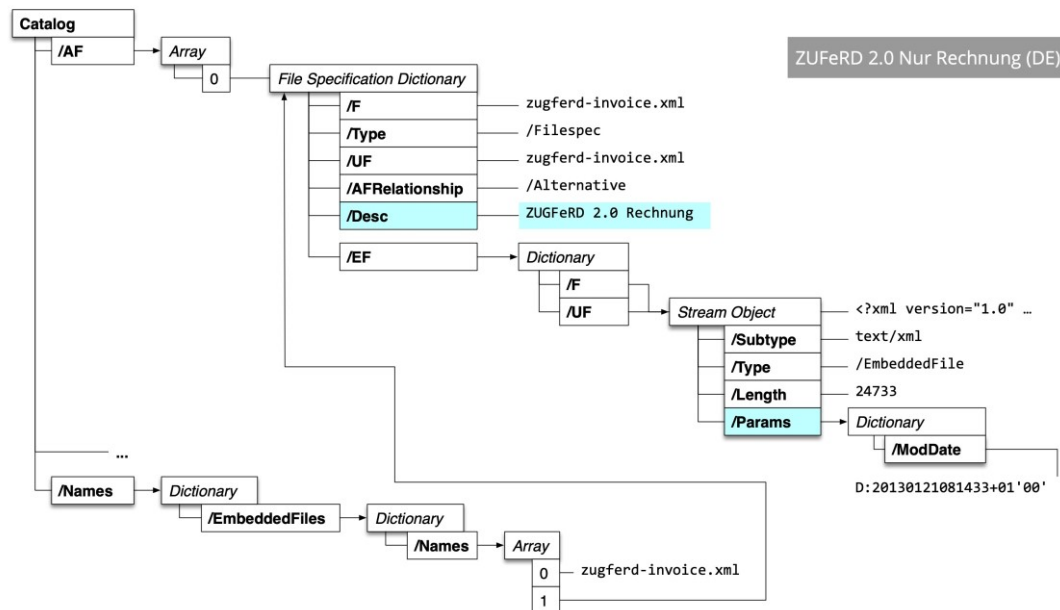 Catalog
/AF
Array
0
ZUFeRD 2.0 Nur Rechnung (DE)
File Specification Dictionary
/F
zugferd-invoice.xml
/Type
/Filespec
/UF
zugferd-invoice.xml
/AFRelationship
/Alternative
/Desc
ZUGFeRD 2.0 Rechnung
/EF
Dictionary
/F
/UF
Stream Object
<?xml version="1.0" …
/Subtype
text/xml
/Type
/EmbeddedFile
/Length
24733
/Params
Dictionary
/ModDate
D:20130121081433+01'00'
...
/Names
Dictionary
/EmbeddedFiles
Dictionary
/Names
Array
0
zugferd-invoice.xml
1